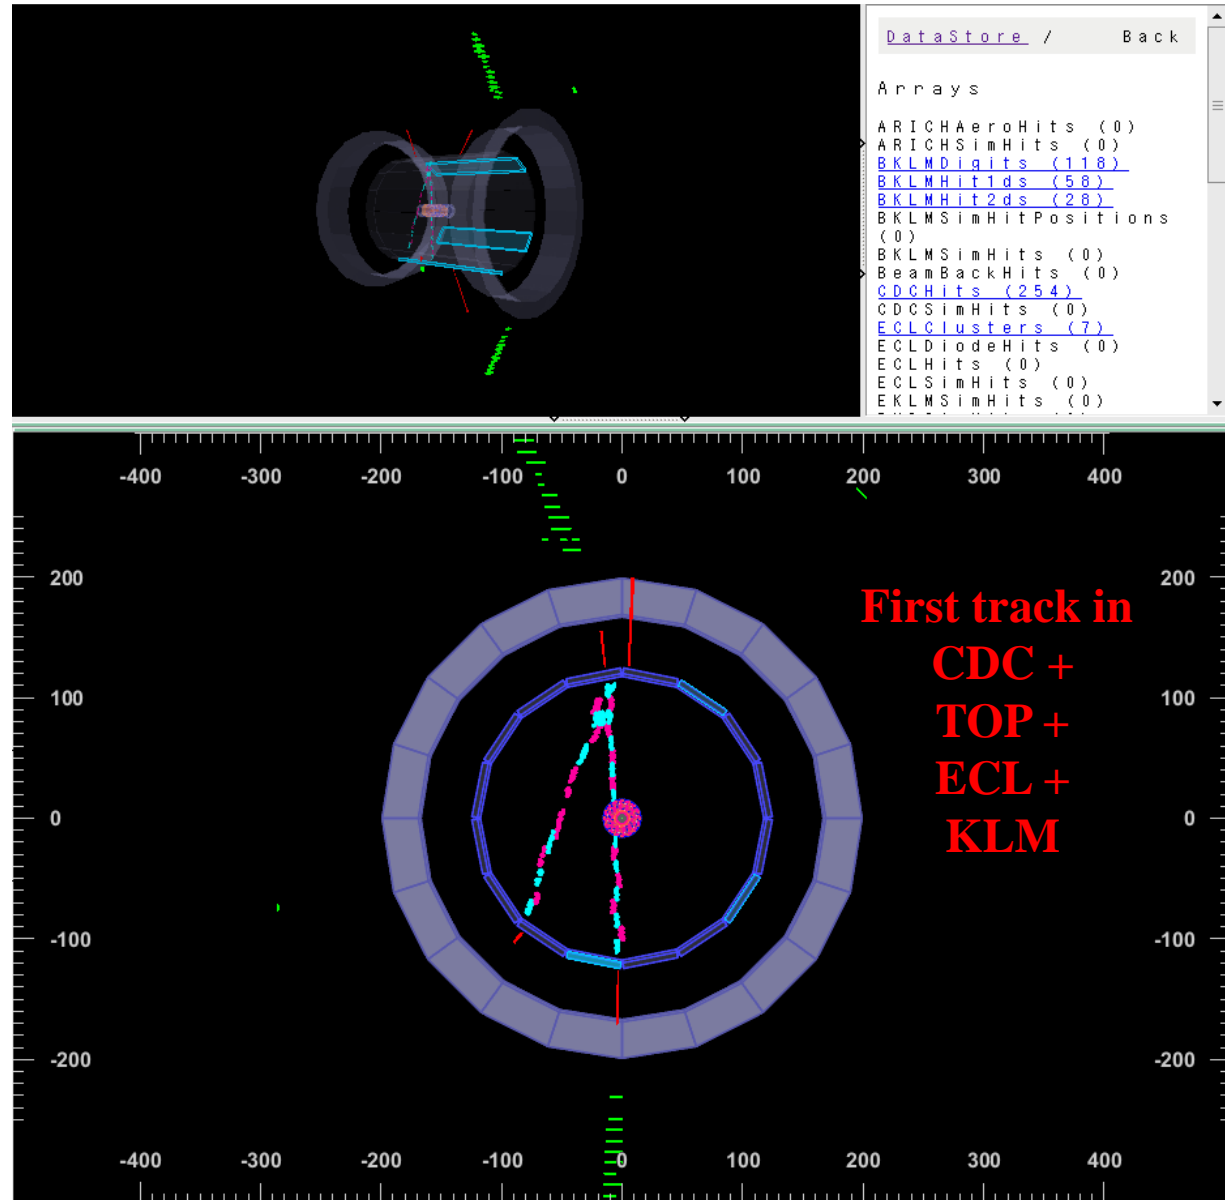 DataStore / Back
Arrays
ARICHAeroHits (0)
ARICHSimHits (0)
BKLMDigits (118)
BKLMHit1ds (58)
BKLMHit2ds (28)
BKLMSimHitPositions
(0)
BKLMSimHits (0)
BeamBackHits (0)
CDCHits (254)
CDCSimHits (0)
ECLClusters (7)
ECLDiodeHits (0)
ECLHits (0)
ECLSimHits (0)
EKLMSimHits (0)
-400 -300 -200 -100 0 100 200 300 400
200 200
First track in
CDC +
100 100
TOP +
ECL +
0 0
KLM
-100 -100
-200 -200
-400 -300 -200 -100 0 100 200 300 400